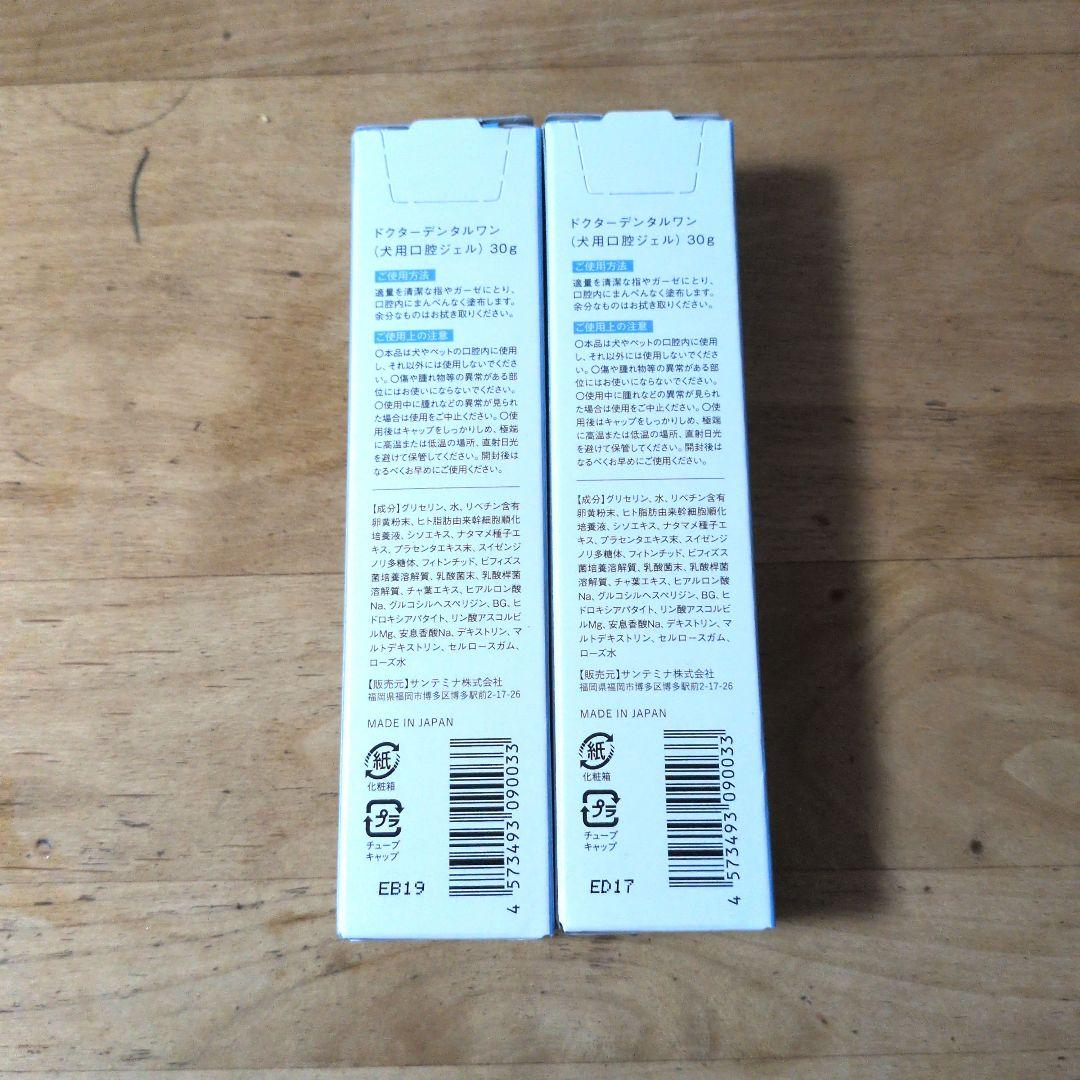 ドクターデンタルワン
(犬用口腔ジェル) 30g
ご使用方法
適量を清潔な指やガーゼにとり、
口腔内にまんべんなく塗布します。
余分なものはお拭き取りください。
ご使用上の注意
○本品は犬やペットの口腔内に使用
し、それ以外には使用しないでくださ
い。○傷や腫れ物等の異常がある部
位にはお使いにならないでください。
○使用中に腫れなどの異常が見られ
た場合は使用をご中止ください。○使
用後はキャップをしっかりしめ、極端
に高温または低温の場所、直射日光
を避けて保管してください。開封後は
なるべくお早めにご使用ください。
【成分】グリセリン、水、リベチン含有
卵黄粉末、ヒト脂肪由来幹細胞順化
培養液、シソエキス、ナタマメ種子エ
キス、プラセンタエキス末、スイゼンジ
ノリ多糖体、フィトンチッド、ビフィズス
菌培養溶解質、乳酸菌末、乳酸桿菌
溶解質、チャ葉エキス、ヒアルロン酸
Na、グルコシルヘスペリジン、BG、ヒ
ドロキシアパタイト、リン酸アスコルビ
ルMg、安息香酸Na、デキストリン、マ
ルトデキストリン、セルロースガム、
ローズ水
【販売元】サンテミナ株式会社
福岡県福岡市博多区博多駅前2-17-26
MADE IN JAPAN
紙
化粧箱
プラ
チューブ
キャップ
EB19
4 573493 090033
ドクターデンタルワン
(犬用口腔ジェル) 30g
ご使用方法
適量を清潔な指やガーゼにとり、
口腔内にまんべんなく塗布します。
余分なものはお拭き取りください。
ご使用上の注意
○本品は犬やペットの口腔内に使用
し、それ以外には使用しないでくださ
い。○傷や腫れ物等の異常がある部
位にはお使いにならないでください。
○使用中に腫れなどの異常が見られ
た場合は使用をご中止ください。○使
用後はキャップをしっかりしめ、極端
に高温または低温の場所、直射日光
を避けて保管してください。開封後は
なるべくお早めにご使用ください。
【成分】グリセリン、水、リベチン含有
卵黄粉末、ヒト脂肪由来幹細胞順化
培養液、シソエキス、ナタマメ種子エ
キス、プラセンタエキス末、スイゼンジ
ノリ多糖体、フィトンチッド、ビフィズス
菌培養溶解質、乳酸菌末、乳酸桿菌
溶解質、チャ葉エキス、ヒアルロン酸
Na、グルコシルヘスペリジン、BG、ヒ
ドロキシアパタイト、リン酸アスコルビ
ルMg、安息香酸Na、デキストリン、マ
ルトデキストリン、セルロースガム、
ローズ水
【販売元】サンテミナ株式会社
福岡県福岡市博多区博多駅前2-17-26
MADE IN JAPAN
紙
化粧箱
プラ
チューブ
キャップ
ED17
4 573493 090033